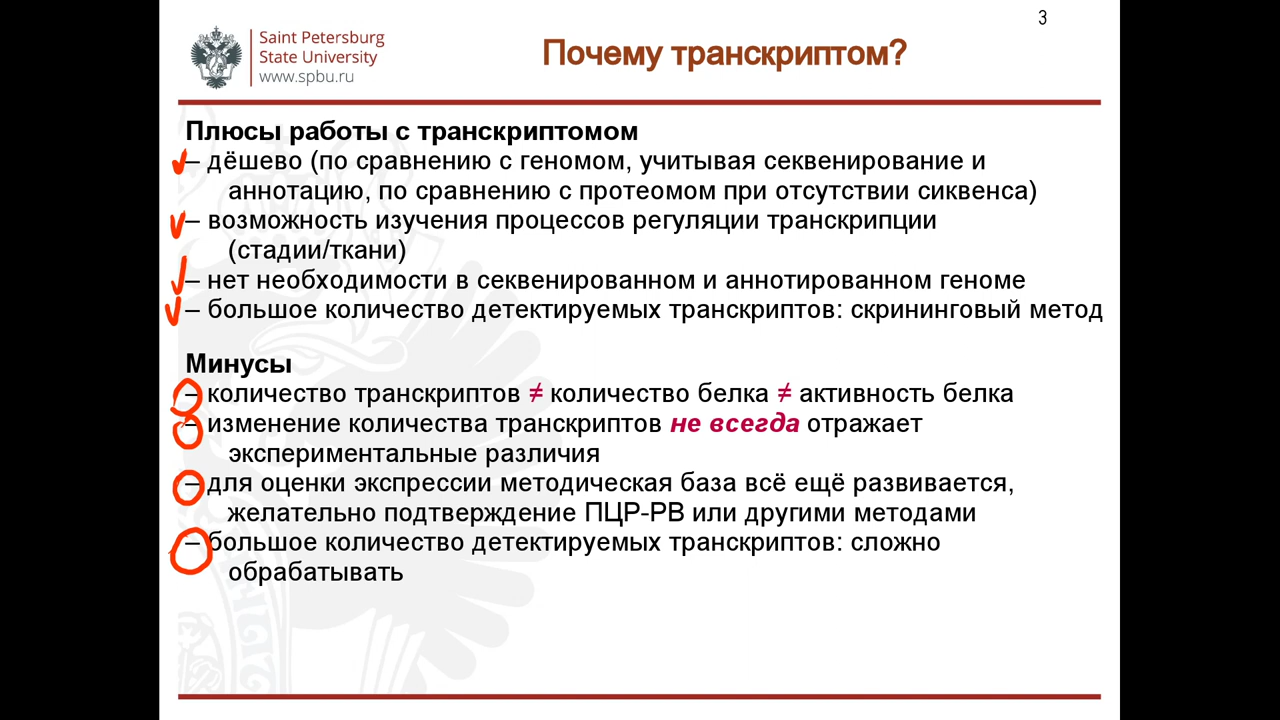 3
Saint Petersburg
State University
www.spbu.ru
Почему транскриптом?
Плюсы работы с транскриптомом
– дёшево (по сравнению с геномом, учитывая секвенирование и
аннотацию, по сравнению с протеомом при отсутствии сиквенса)
– возможность изучения процессов регуляции транскрипции
(стадии/ткани)
– нет необходимости в секвенированном и аннотированном геноме
– большое количество детектируемых транскриптов: скрининговый метод
Минусы
– количество транскриптов ≠ количество белка ≠ активность белка
– изменение количества транскриптов не всегда отражает
экспериментальные различия
– для оценки экспрессии методическая база всё ещё развивается,
желательно подтверждение ПЦР-РВ или другими методами
– большое количество детектируемых транскриптов: сложно
обрабатывать